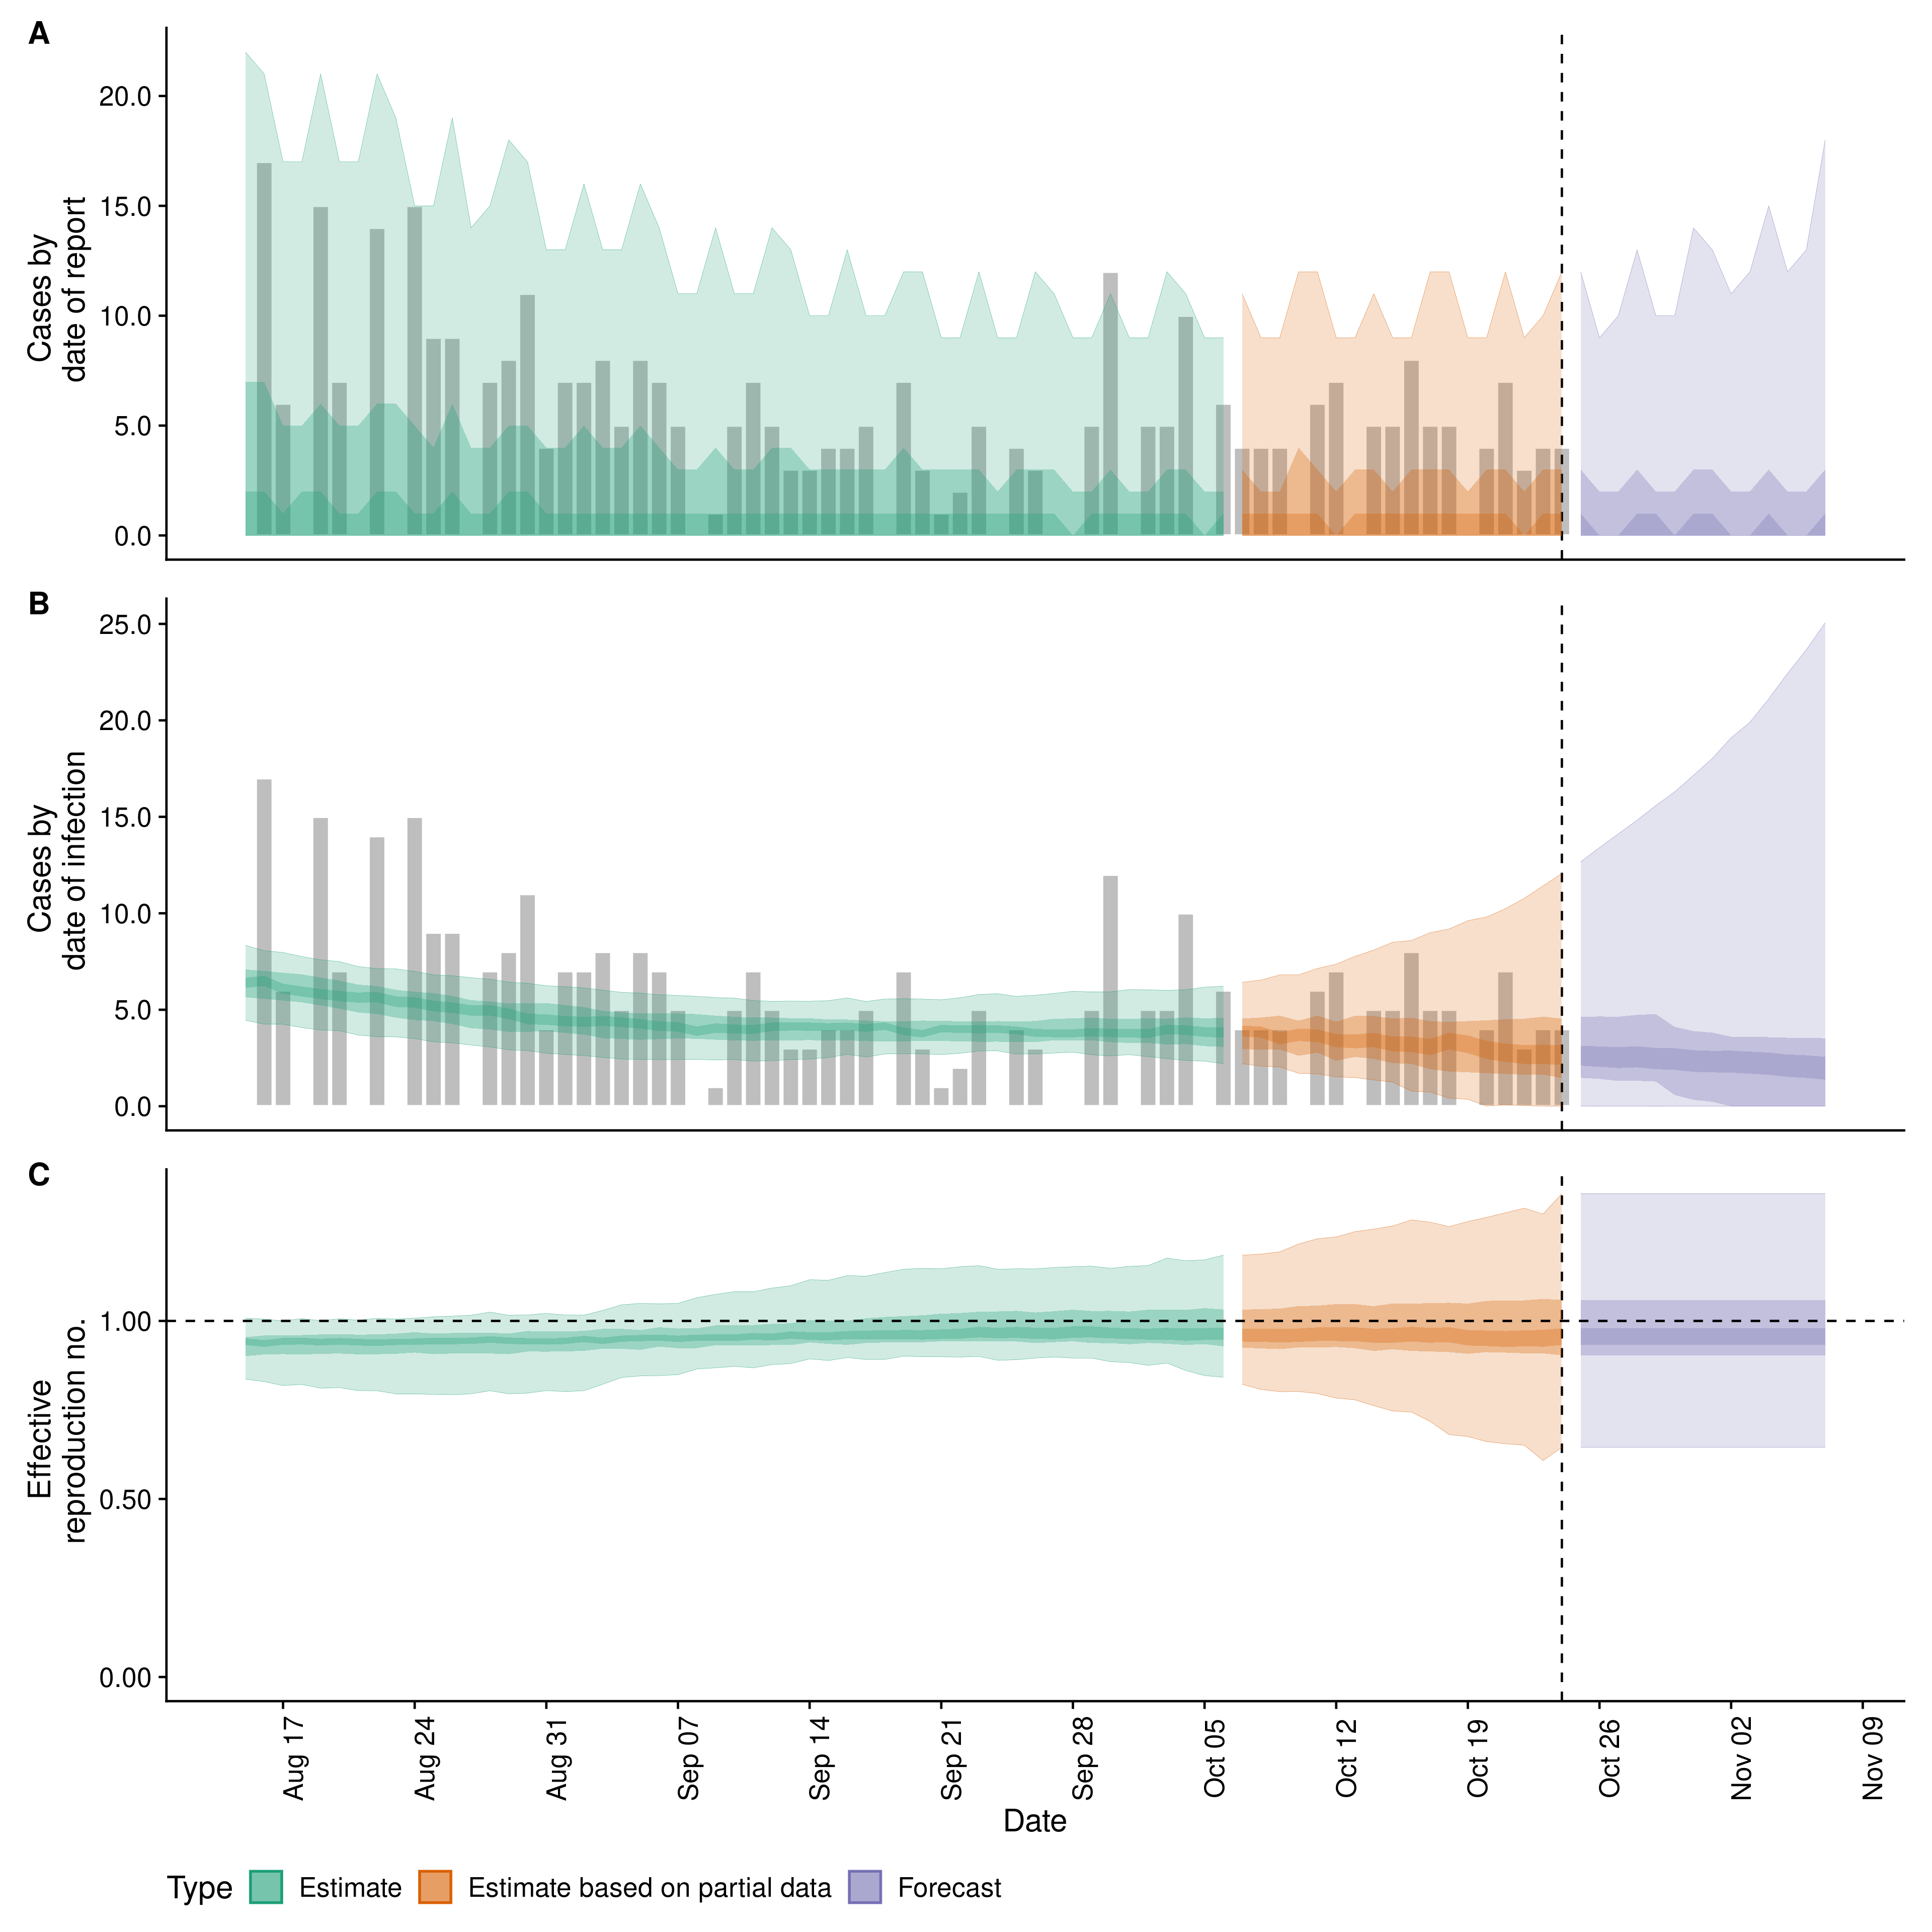 A
Cases by
date of report
20.0
15.0
10.0
5.0
0.0
B
Cases by
date of infection
25.0
20.0
15.0
10.0
5.0
0.0
C
Effective
reproduction no.
1.00
0.50
0.00
Aug 17
Aug 24
Aug 31
Sep 07
Sep 14
Sep 21
Sep 28
Oct 05
Oct 12
Oct 19
Oct 26
Nov 02
Nov 09
Date
Type
Estimate
Estimate based on partial data
Forecast